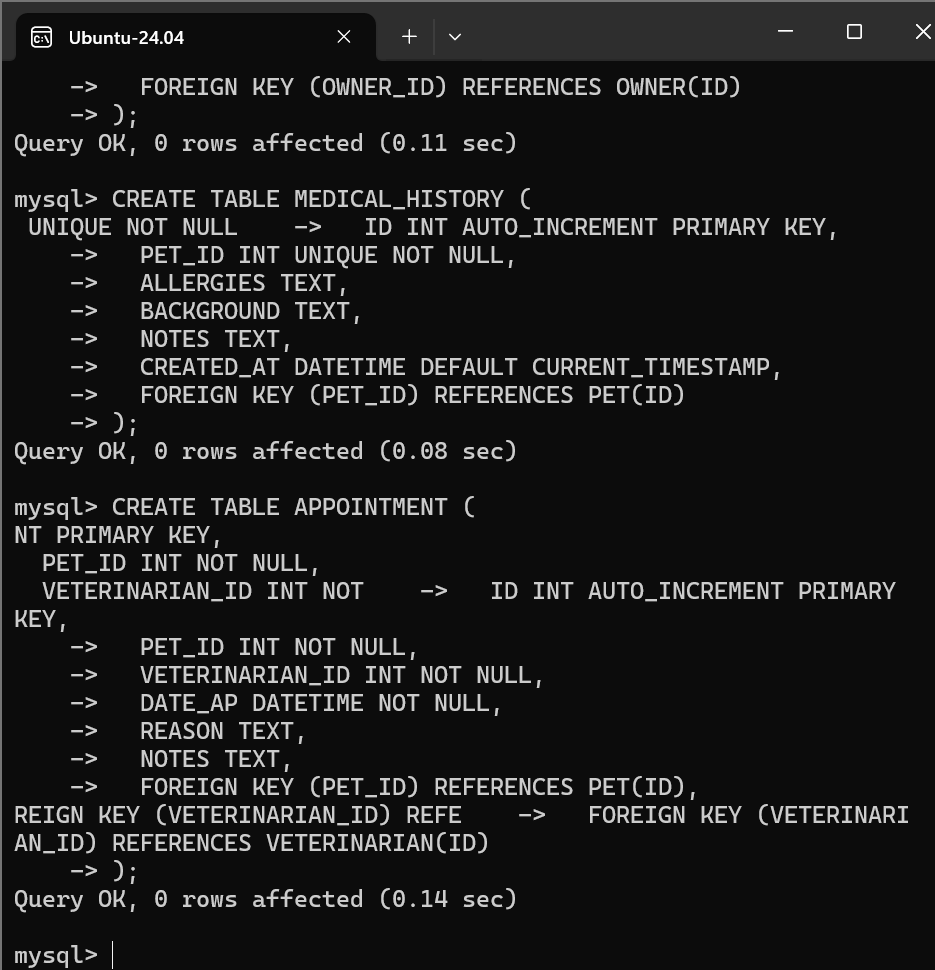 Ubuntu-24.04
    ->   FOREIGN KEY (OWNER_ID) REFERENCES OWNER(ID)
    -> );
Query OK, 0 rows affected (0.11 sec)

mysql> CREATE TABLE MEDICAL_HISTORY (
 UNIQUE NOT NULL    ->   ID INT AUTO_INCREMENT PRIMARY KEY,
    ->   PET_ID INT UNIQUE NOT NULL,
    ->   ALLERGIES TEXT,
    ->   BACKGROUND TEXT,
    ->   NOTES TEXT,
    ->   CREATED_AT DATETIME DEFAULT CURRENT_TIMESTAMP,
    ->   FOREIGN KEY (PET_ID) REFERENCES PET(ID)
    -> );
Query OK, 0 rows affected (0.08 sec)

mysql> CREATE TABLE APPOINTMENT (
NT PRIMARY KEY,
  PET_ID INT NOT NULL,
  VETERINARIAN_ID INT NOT    ->   ID INT AUTO_INCREMENT PRIMARY
KEY,
    ->   PET_ID INT NOT NULL,
    ->   VETERINARIAN_ID INT NOT NULL,
    ->   DATE_AP DATETIME NOT NULL,
    ->   REASON TEXT,
    ->   NOTES TEXT,
    ->   FOREIGN KEY (PET_ID) REFERENCES PET(ID),
REIGN KEY (VETERINARIAN_ID) REFE    ->   FOREIGN KEY (VETERINARI
AN_ID) REFERENCES VETERINARIAN(ID)
    -> );
Query OK, 0 rows affected (0.14 sec)

mysql>